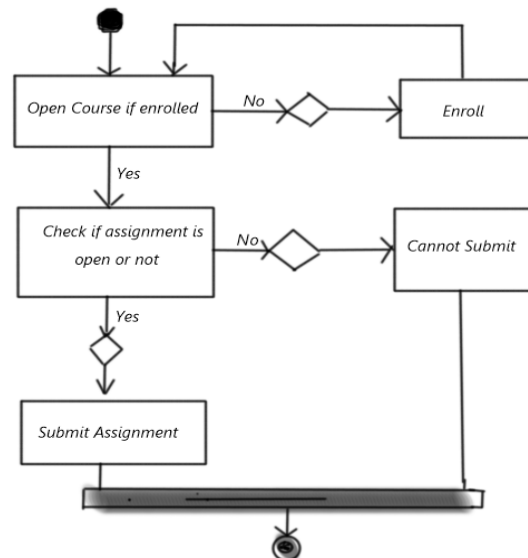 Open Course if enrolled
No
Enroll
Yes
Check if assignment is
open or not
No
Cannot Submit
Yes
Submit Assignment